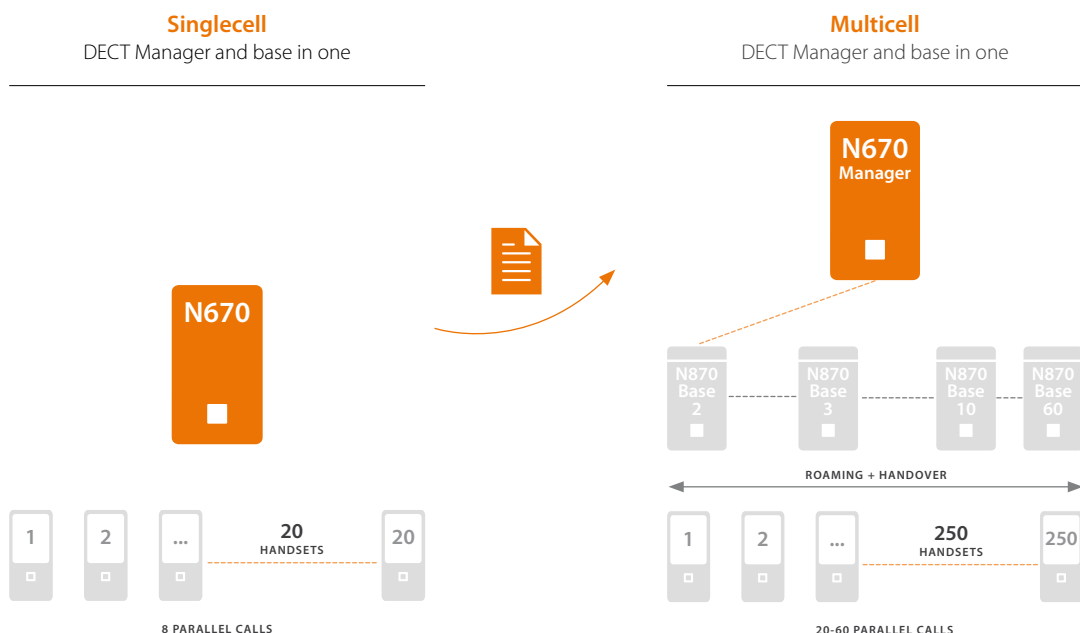 Singlecell
DECT Manager and base in one
N670
1
2
...
20
HANDSETS
20
8 PARALLEL CALLS
Multicell
DECT Manager and base in one
N670
Manager
N870
Base
2
N870
Base
3
N870
Base
10
N870
Base
60
ROAMING + HANDOVER
1
2
...
250
HANDSETS
250
20-60 PARALLEL CALLS